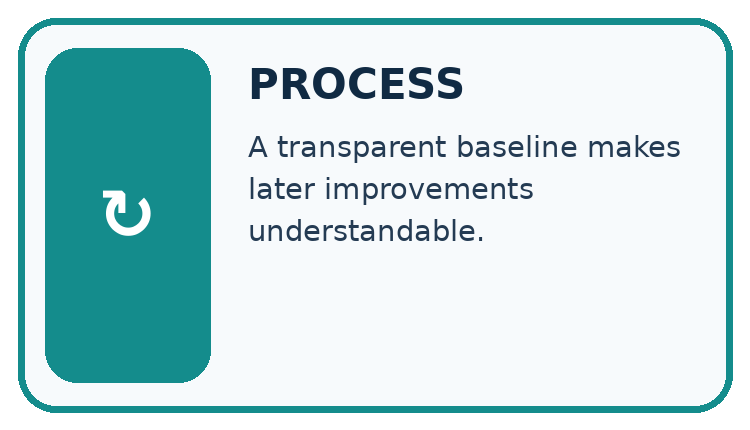 PROCESS
A transparent baseline makes
later improvements
understandable.